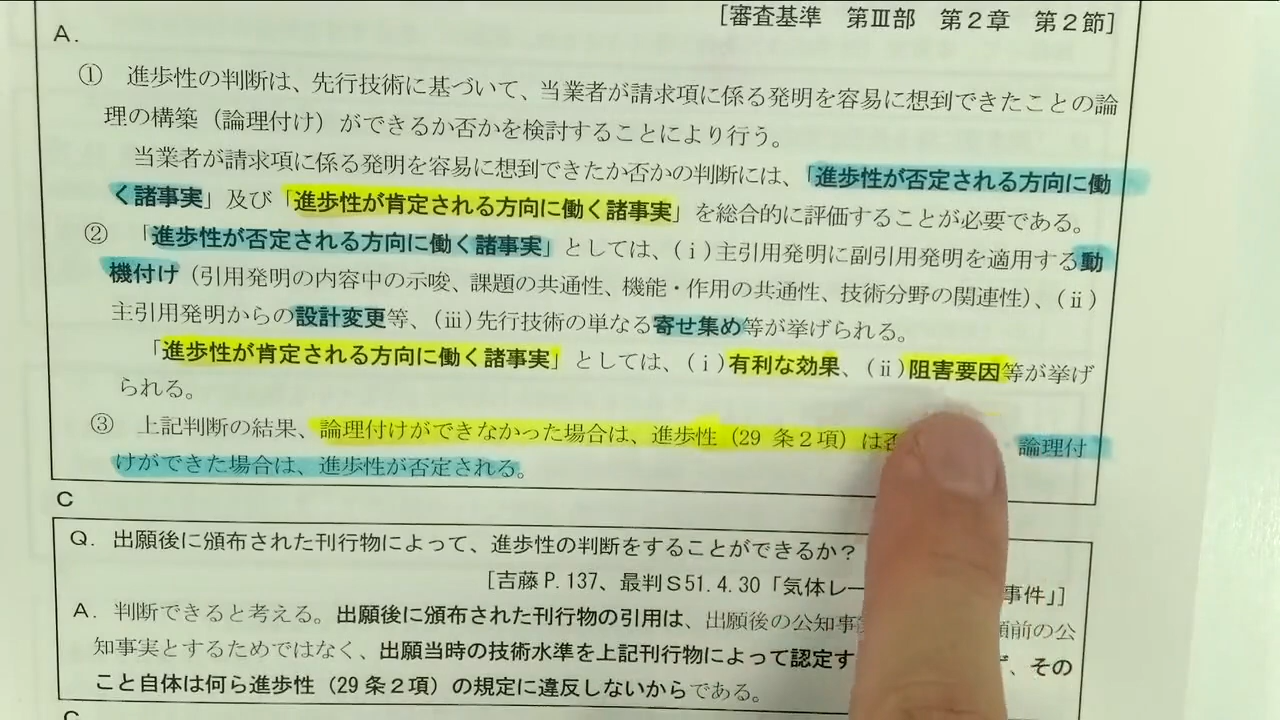 [審査基準 第Ⅲ部 第2章 第2節]
A.
① 進歩性の判断は、先行技術に基づいて、当業者が請求項に係る発明を容易に想到できたことの論
理の構築（論理付け）ができるか否かを検討することにより行う。
当業者が請求項に係る発明を容易に想到できたか否かの判断には、「進歩性が否定される方向に働
く諸事実」及び「進歩性が肯定される方向に働く諸事実」を総合的に評価することが必要である。
② 「進歩性が否定される方向に働く諸事実」としては、(ⅰ)主引用発明に副引用発明を適用する動
機付け（引用発明の内容中の示唆、課題の共通性、機能・作用の共通性、技術分野の関連性）、(ⅱ)
主引用発明からの設計変更等、(ⅲ)先行技術の単なる寄せ集め等が挙げられる。
「進歩性が肯定される方向に働く諸事実」としては、(ⅰ)有利な効果、(ⅱ)阻害要因等が挙げ
られる。
③ 上記判断の結果、論理付けができなかった場合は、進歩性（29 条2項）は否 論理付
けができた場合は、進歩性が否定される。
C
Q. 出願後に頒布された刊行物によって、進歩性の判断をすることができるか？
[吉藤P.137、最判S51.4.30「気体レー 事件」]
A. 判断できると考える。出願後に頒布された刊行物の引用は、出願後の公知事 願前の公
知事実とするためではなく、出願当時の技術水準を上記刊行物によって認定す 、その
こと自体は何ら進歩性（29条2項）の規定に違反しないからである。